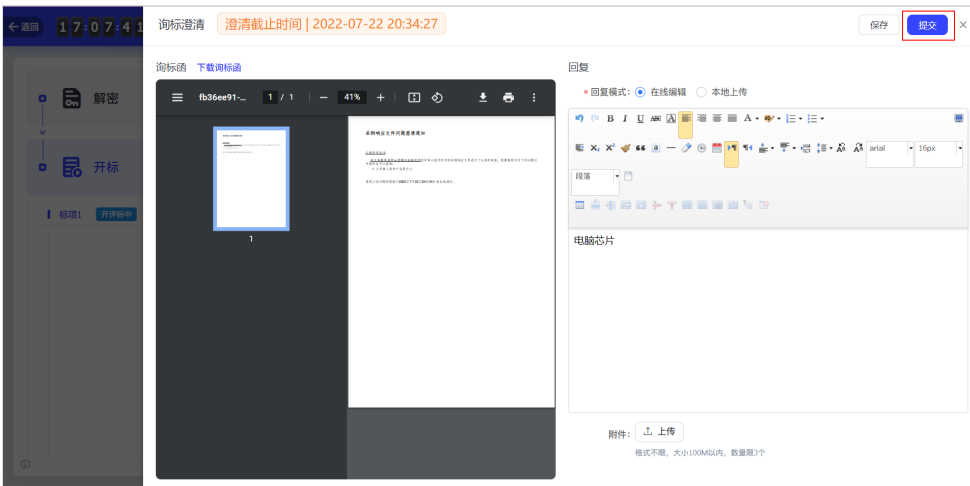 返回
17:07:41
询标澄清
澄清截止时间 | 2022-07-22 20:34:27
保存
提交
解密
开标
标项1
开评标中
询标函
下载询标函
fb36ee91-...
1 / 1
41%
1
采购响应文件问题澄清通知
回复
* 回复模式:
在线编辑
本地上传
B I U ABC A
A
arial
16px
段落
电脑芯片
附件:
上传
格式不限，大小100M以内，数量限3个